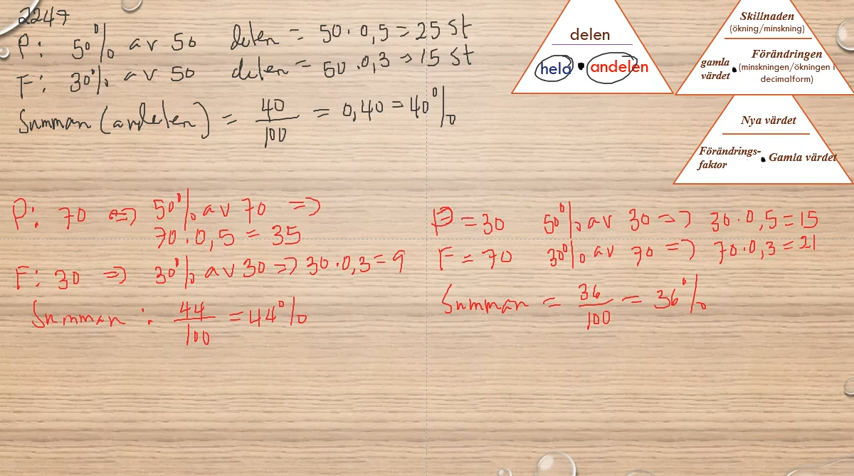 2247
P: 50% av 50 delen = 50·0,5 = 25 st
F: 30% av 50 delen = 50·0,3 => 15 st
Summan (andelen) = 40/100 = 0,40 = 40%
delen
hela • andelen
Skillnaden
(ökning/minskning)
gamla värdet • Förändringen
(minskningen/ökningen i decimalform)
Nya värdet
Förändrings-faktor • Gamla värdet
P: 70 => 50% av 70 =>
70·0,5 = 35
F: 30 => 30% av 30 => 30·0,3 = 9
Summan : 44/100 = 44%
P = 30 50% av 30 => 30·0,5 = 15
F = 70 30% av 70 => 70·0,3 = 21
Summan = 36/100 = 36%